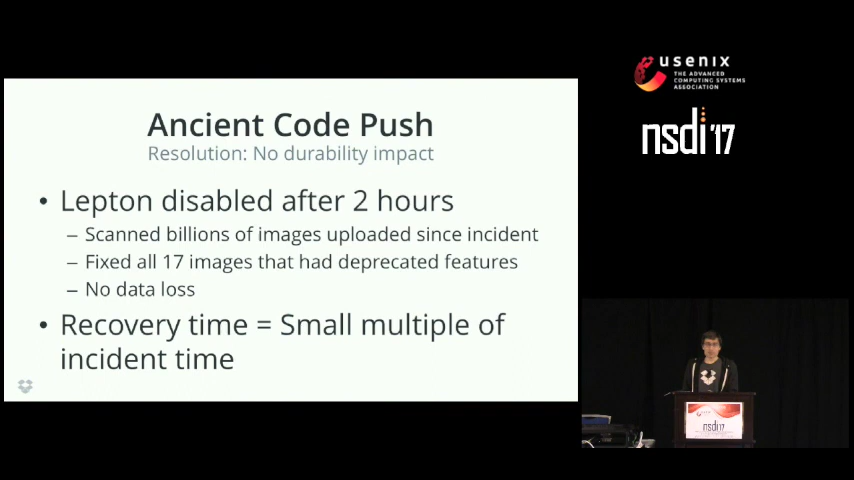 Ancient Code Push
Resolution: No durability impact
• Lepton disabled after 2 hours
– Scanned billions of images uploaded since incident
– Fixed all 17 images that had deprecated features
– No data loss
• Recovery time = Small multiple of
incident time
usenix
THE ADVANCED
COMPUTING SYSTEMS
ASSOCIATION
nsdi '17
nsdi'17